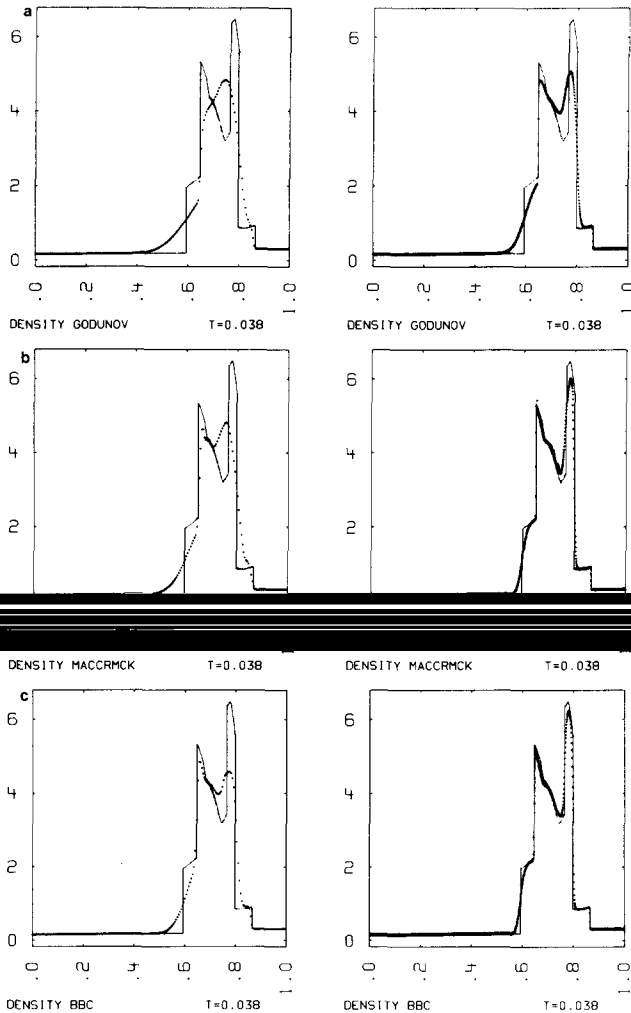 a
6 6
4 4
2 2
0 0
.0 .2 .4 .6 .8 1.0 .0 .2 .4 .6 .8 1.0
DENSITY GODUNOV T=0.038 DENSITY GODUNOV T=0.038
b
6 6
4 4
2 2
DENSITY MACCRMCK T=0.038 DENSITY MACCRMCK T=0.038
c
6 6
4 4
2 2
0 0
.0 .2 .4 .6 .8 1.0 .0 .2 .4 .6 .8 1.0
DENSITY BBC T=0.038 DENSITY BBC T=0.038